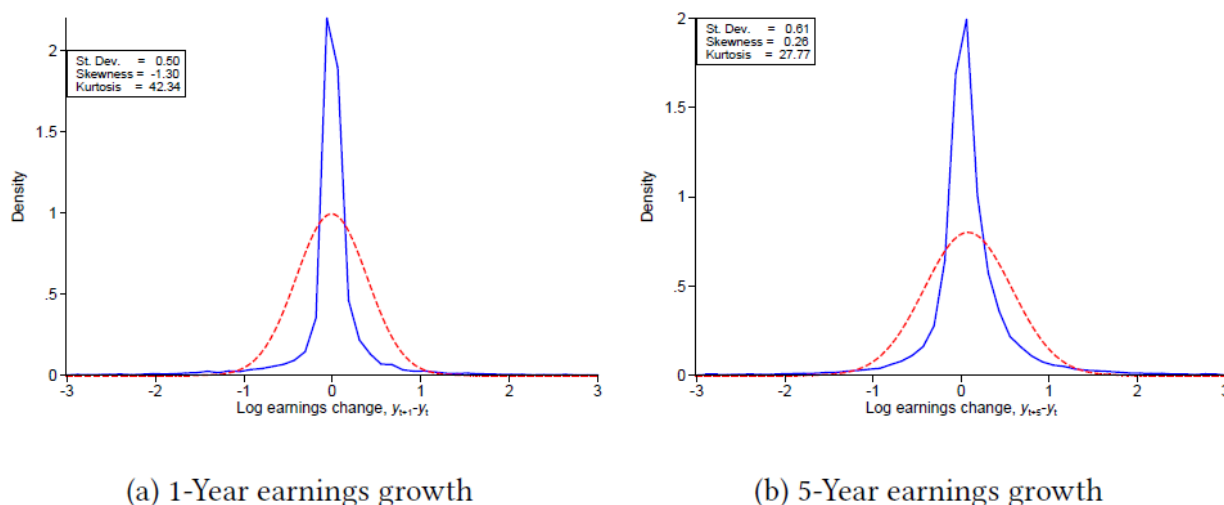 St. Dev. = 0.50
Skewness = -1.30
Kurtosis = 42.34
2
1.5
1
.5
0
Density
-3 -2 -1 0 1 2 3
Log earnings change, yt+1-yt
(a) 1-Year earnings growth
St. Dev. = 0.61
Skewness = 0.26
Kurtosis = 27.77
2
1.5
1
.5
0
Density
-3 -2 -1 0 1 2 3
Log earnings change, yt+5-yt
(b) 5-Year earnings growth